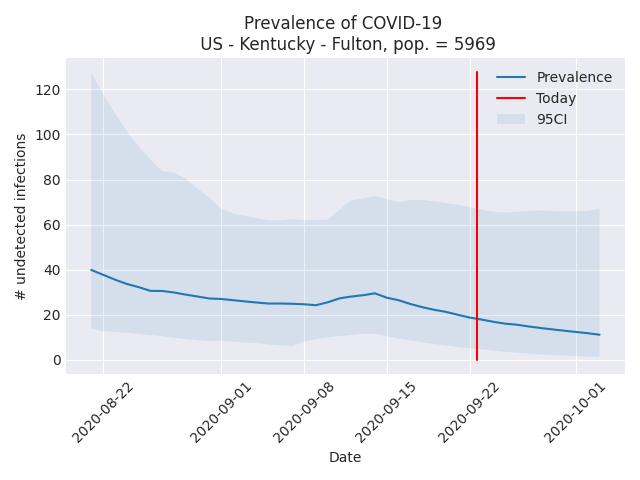 Prevalence of COVID-19
US - Kentucky - Fulton, pop. = 5969
Prevalence
Today
95CI
# undetected infections
120
100
80
60
40
20
0
2020-08-22
2020-09-01
2020-09-08
2020-09-15
2020-09-22
2020-10-01
Date